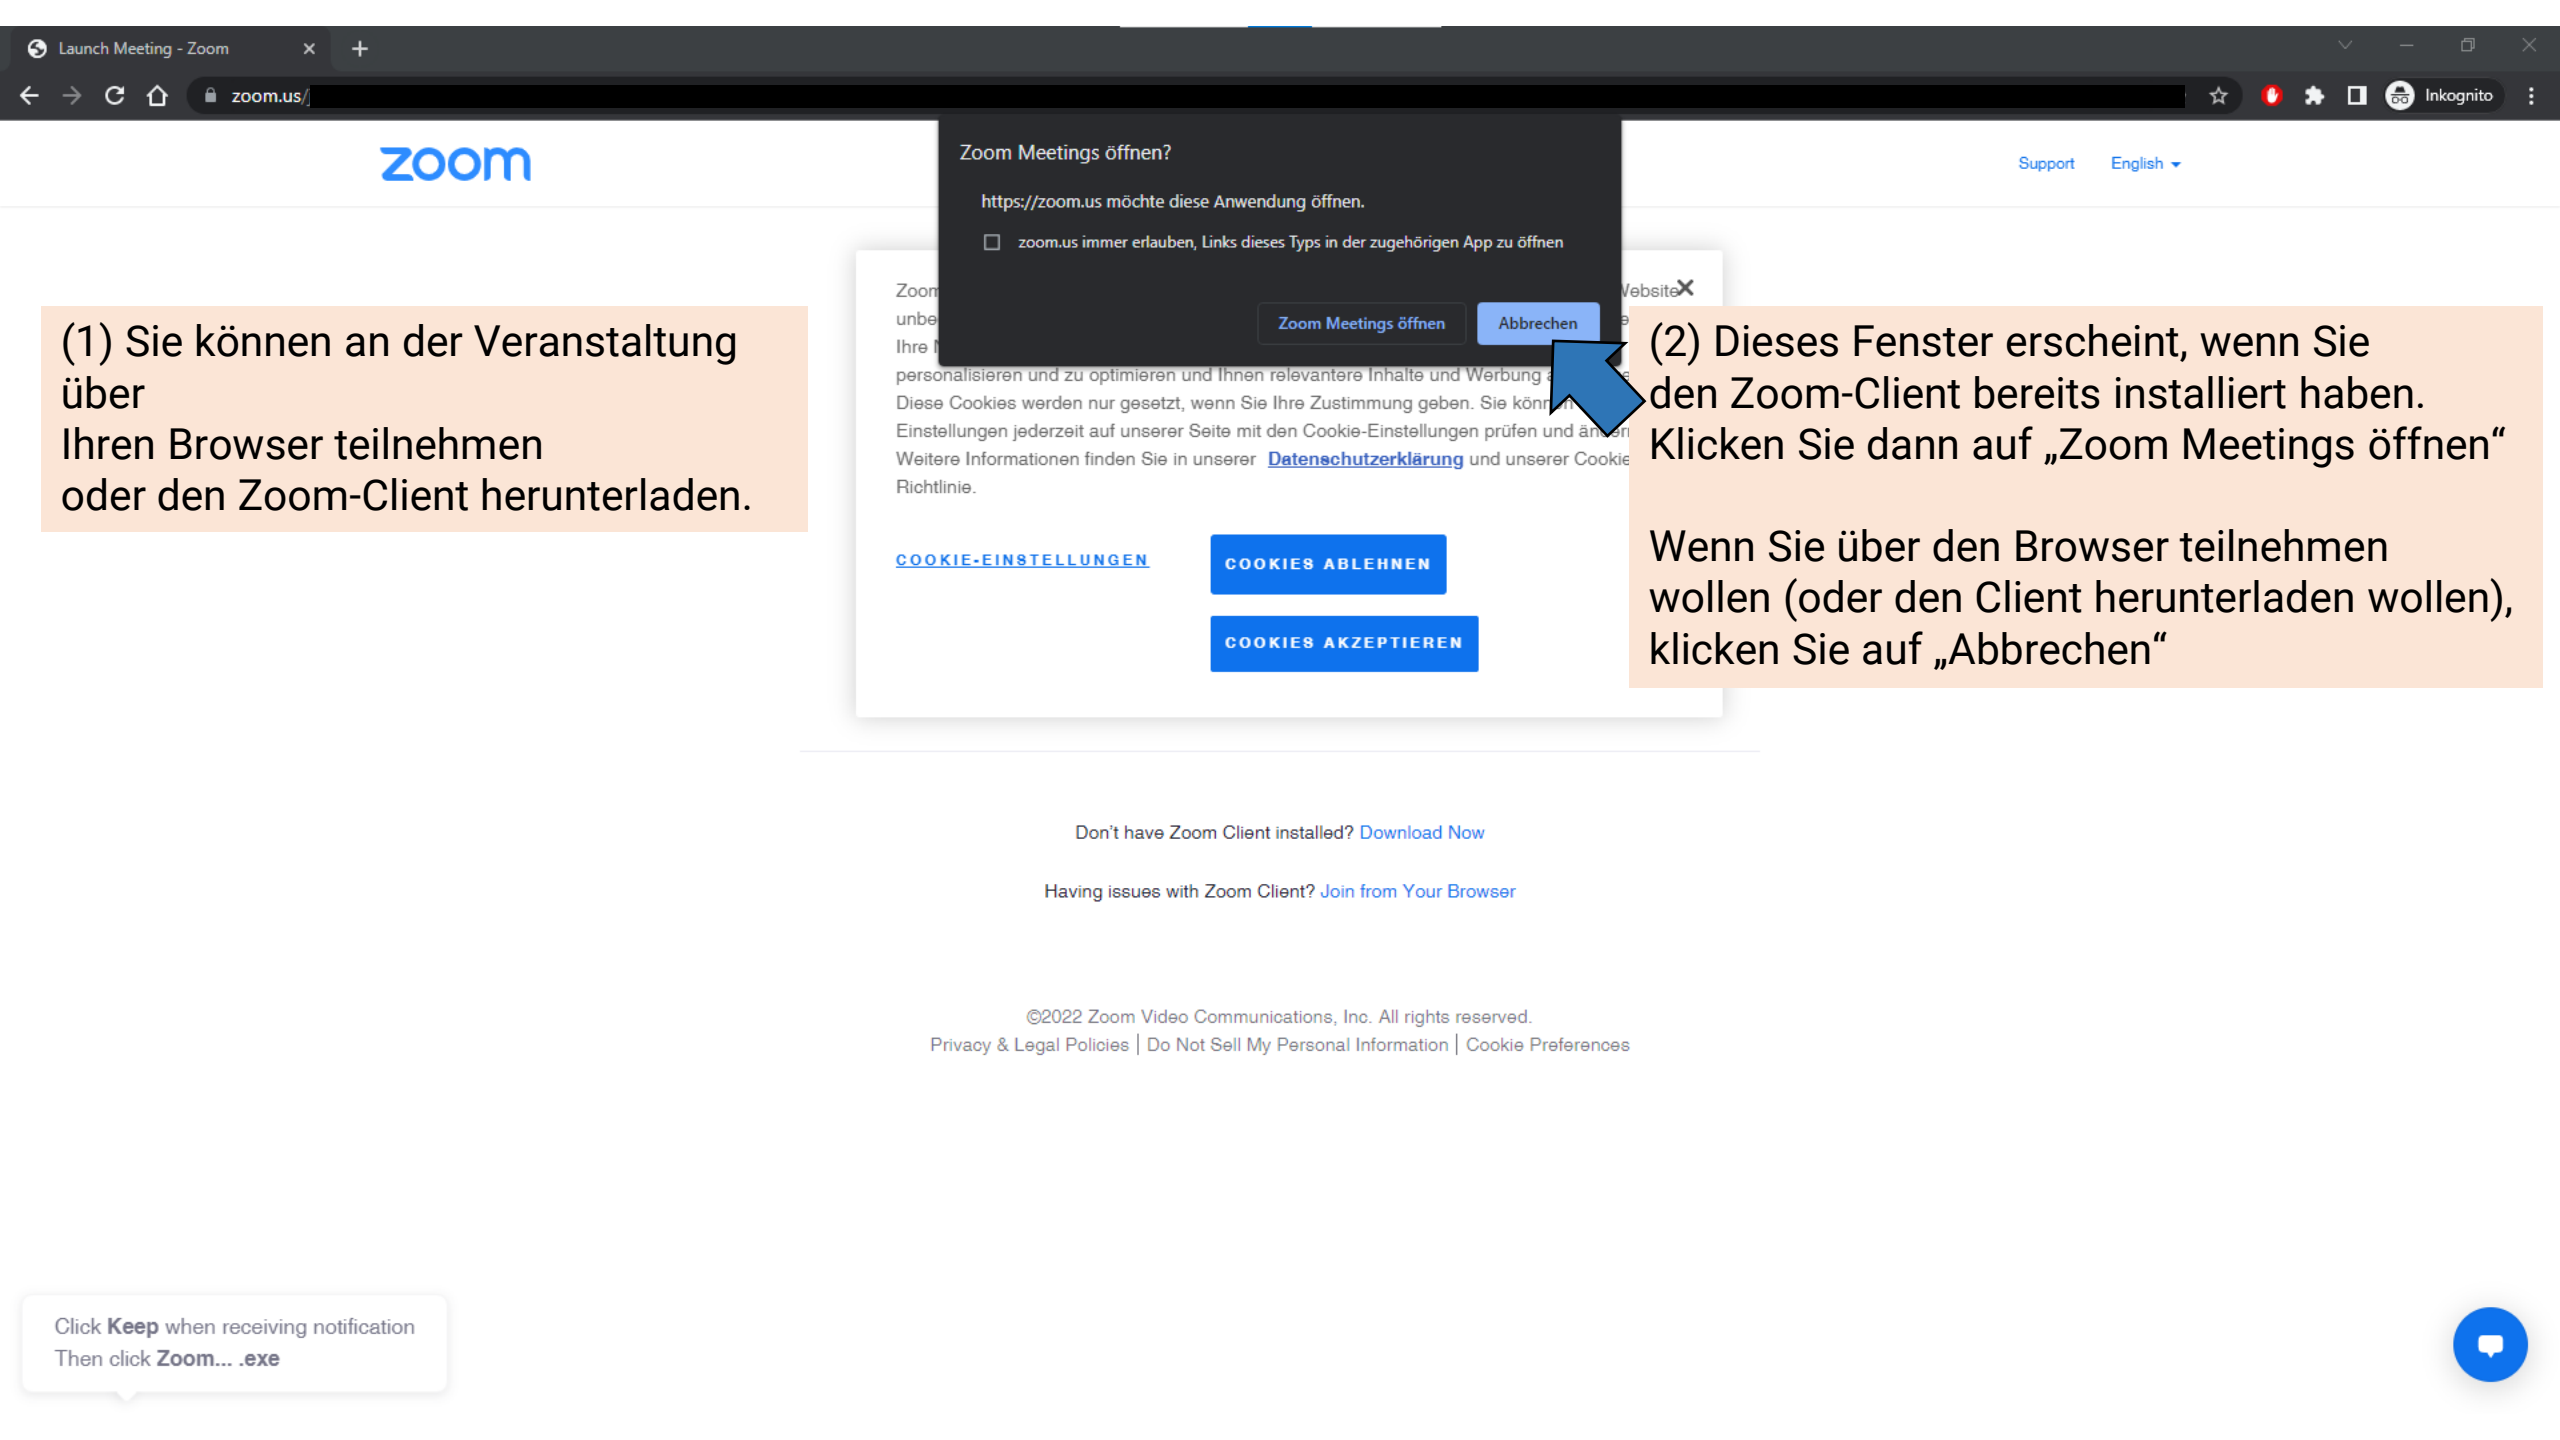 Launch Meeting - Zoom
zoom.us/j
Inkognito
zoom
Support English
Zoom Meetings öffnen?
https://zoom.us möchte diese Anwendung öffnen.
zoom.us immer erlauben, Links dieses Typs in der zugehörigen App zu öffnen
Zoom Meetings öffnen Abbrechen
(1) Sie können an der Veranstaltung
über
Ihren Browser teilnehmen
oder den Zoom-Client herunterladen.
Website
Ihre
personalisieren und zu optimieren und Ihnen relevantere Inhalte und Werbung
Diese Cookies werden nur gesetzt, wenn Sie Ihre Zustimmung geben. Sie können
Einstellungen jederzeit auf unserer Seite mit den Cookie-Einstellungen prüfen und ändern
Weitere Informationen finden Sie in unserer Datenschutzerklärung und unserer Cookie
Richtlinie.
COOKIE-EINSTELLUNGEN
COOKIES ABLEHNEN
COOKIES AKZEPTIEREN
(2) Dieses Fenster erscheint, wenn Sie
den Zoom-Client bereits installiert haben.
Klicken Sie dann auf „Zoom Meetings öffnen“
Wenn Sie über den Browser teilnehmen
wollen (oder den Client herunterladen wollen),
klicken Sie auf „Abbrechen“
Don't have Zoom Client installed? Download Now
Having issues with Zoom Client? Join from Your Browser
©2022 Zoom Video Communications, Inc. All rights reserved.
Privacy & Legal Policies | Do Not Sell My Personal Information | Cookie Preferences
Click Keep when receiving notification
Then click Zoom... .exe